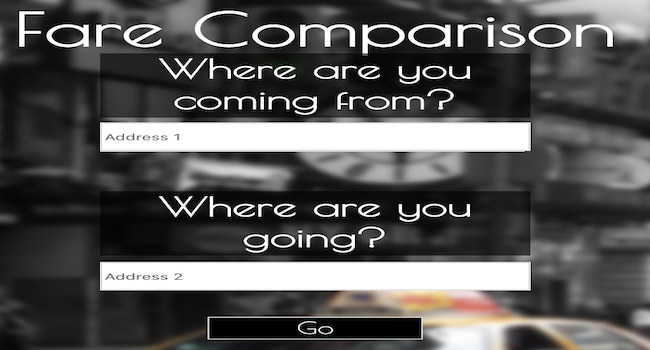 Fare Comparison
Where are you
coming from?
Address 1
Where are you
going?
Address 2
Go